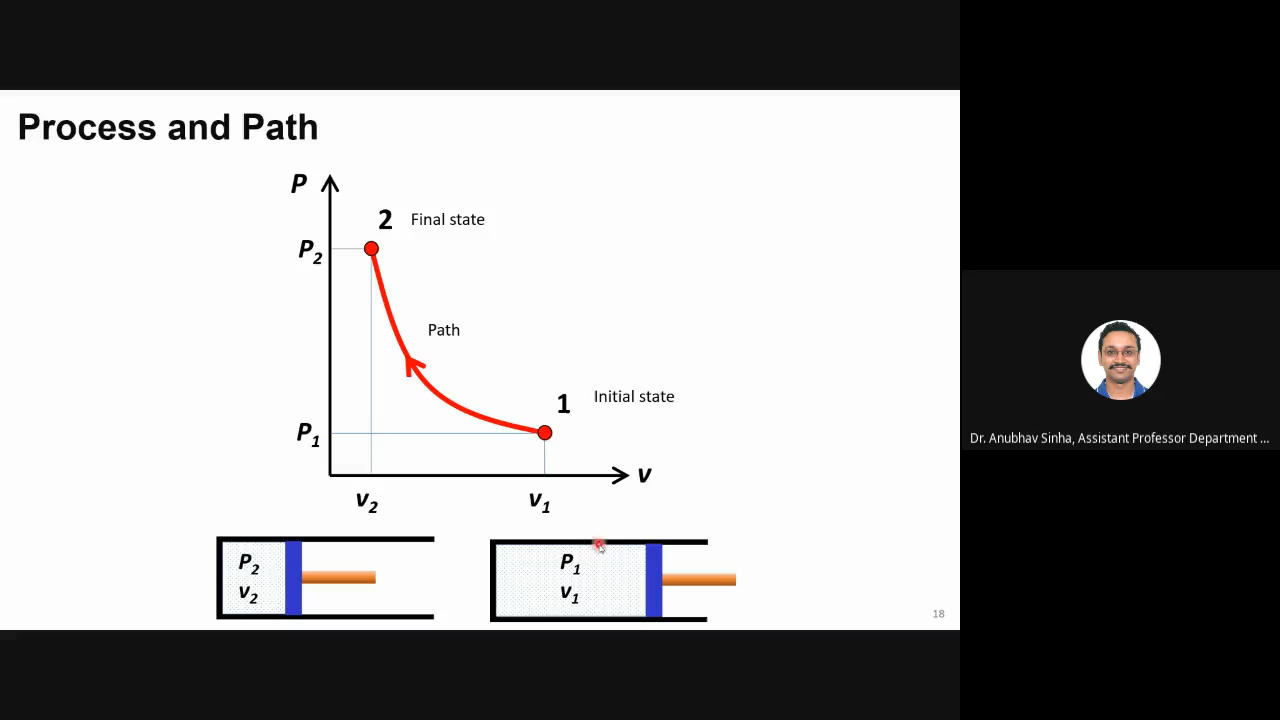 Process and Path
P
2 Final state
P2
Path
1 Initial state
P1
v
v2 v1
P2
v2
P1
v1
18
Dr. Anubhav Sinha, Assistant Professor Department ...